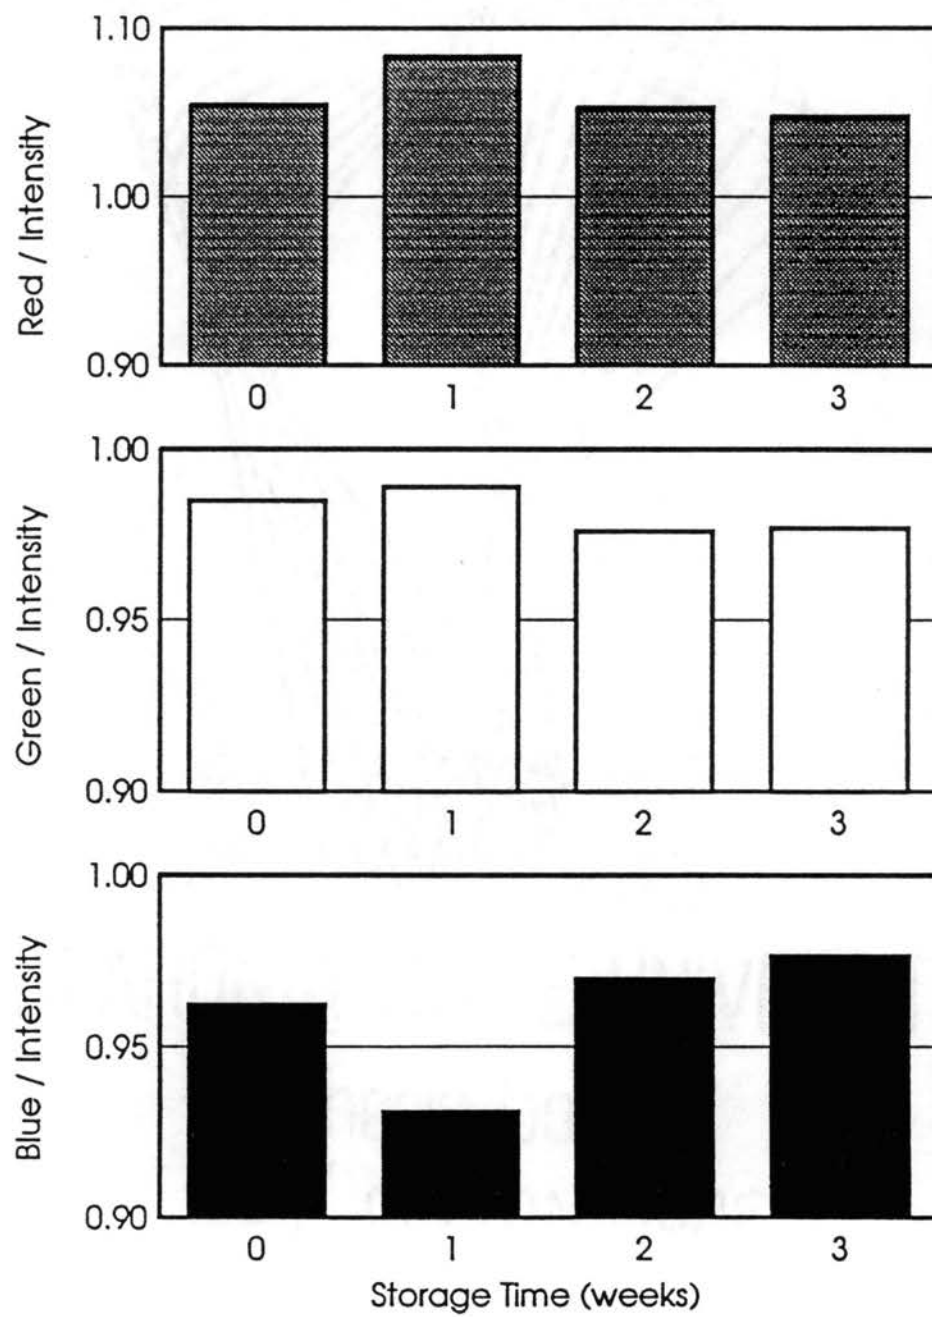 Red / Intensity
1.10
1.00
0.90
0 1 2 3
Green / Intensity
1.00
0.95
0.90
0 1 2 3
Blue / Intensity
1.00
0.95
0.90
0 1 2 3
Storage Time (weeks)